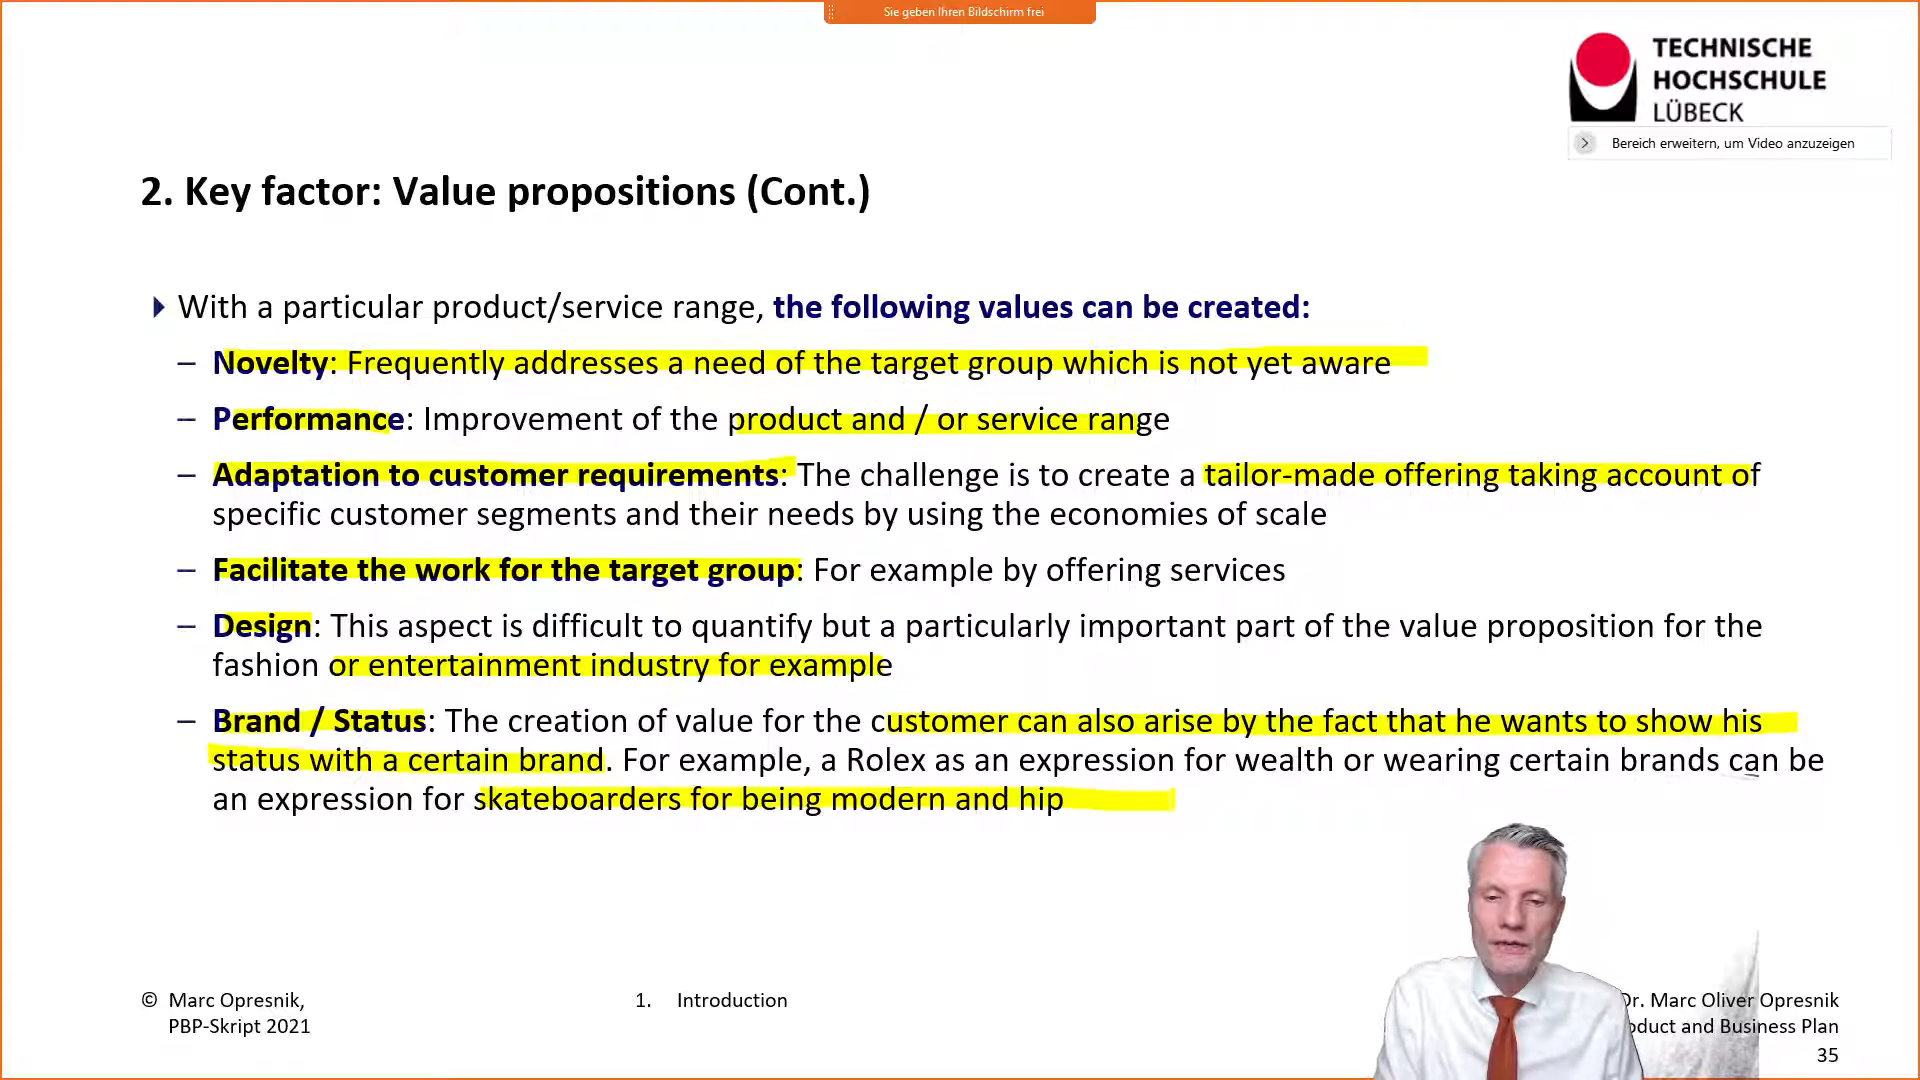 Sie geben Ihren Bildschirm frei
TECHNISCHE
HOCHSCHULE
LÜBECK
Bereich erweitern, um Video anzuzeigen
2. Key factor: Value propositions (Cont.)
With a particular product/service range, the following values can be created:
– Novelty: Frequently addresses a need of the target group which is not yet aware
– Performance: Improvement of the product and / or service range
– Adaptation to customer requirements: The challenge is to create a tailor-made offering taking account of
specific customer segments and their needs by using the economies of scale
– Facilitate the work for the target group: For example by offering services
– Design: This aspect is difficult to quantify but a particularly important part of the value proposition for the
fashion or entertainment industry for example
– Brand / Status: The creation of value for the customer can also arise by the fact that he wants to show his
status with a certain brand. For example, a Rolex as an expression for wealth or wearing certain brands can be
an expression for skateboarders for being modern and hip
© Marc Opresnik,
PBP-Skript 2021
1. Introduction
Dr. Marc Oliver Opresnik
oduct and Business Plan
35